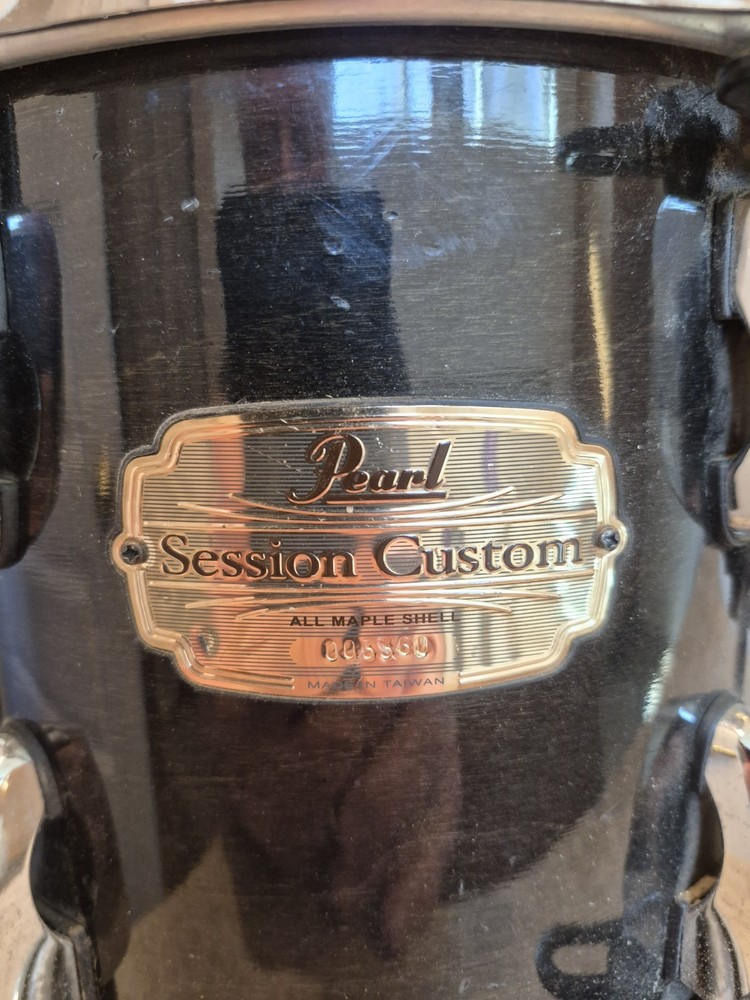 Pearl
Session Custom
ALL MAPLE SHELL
MADE IN TAIWAN